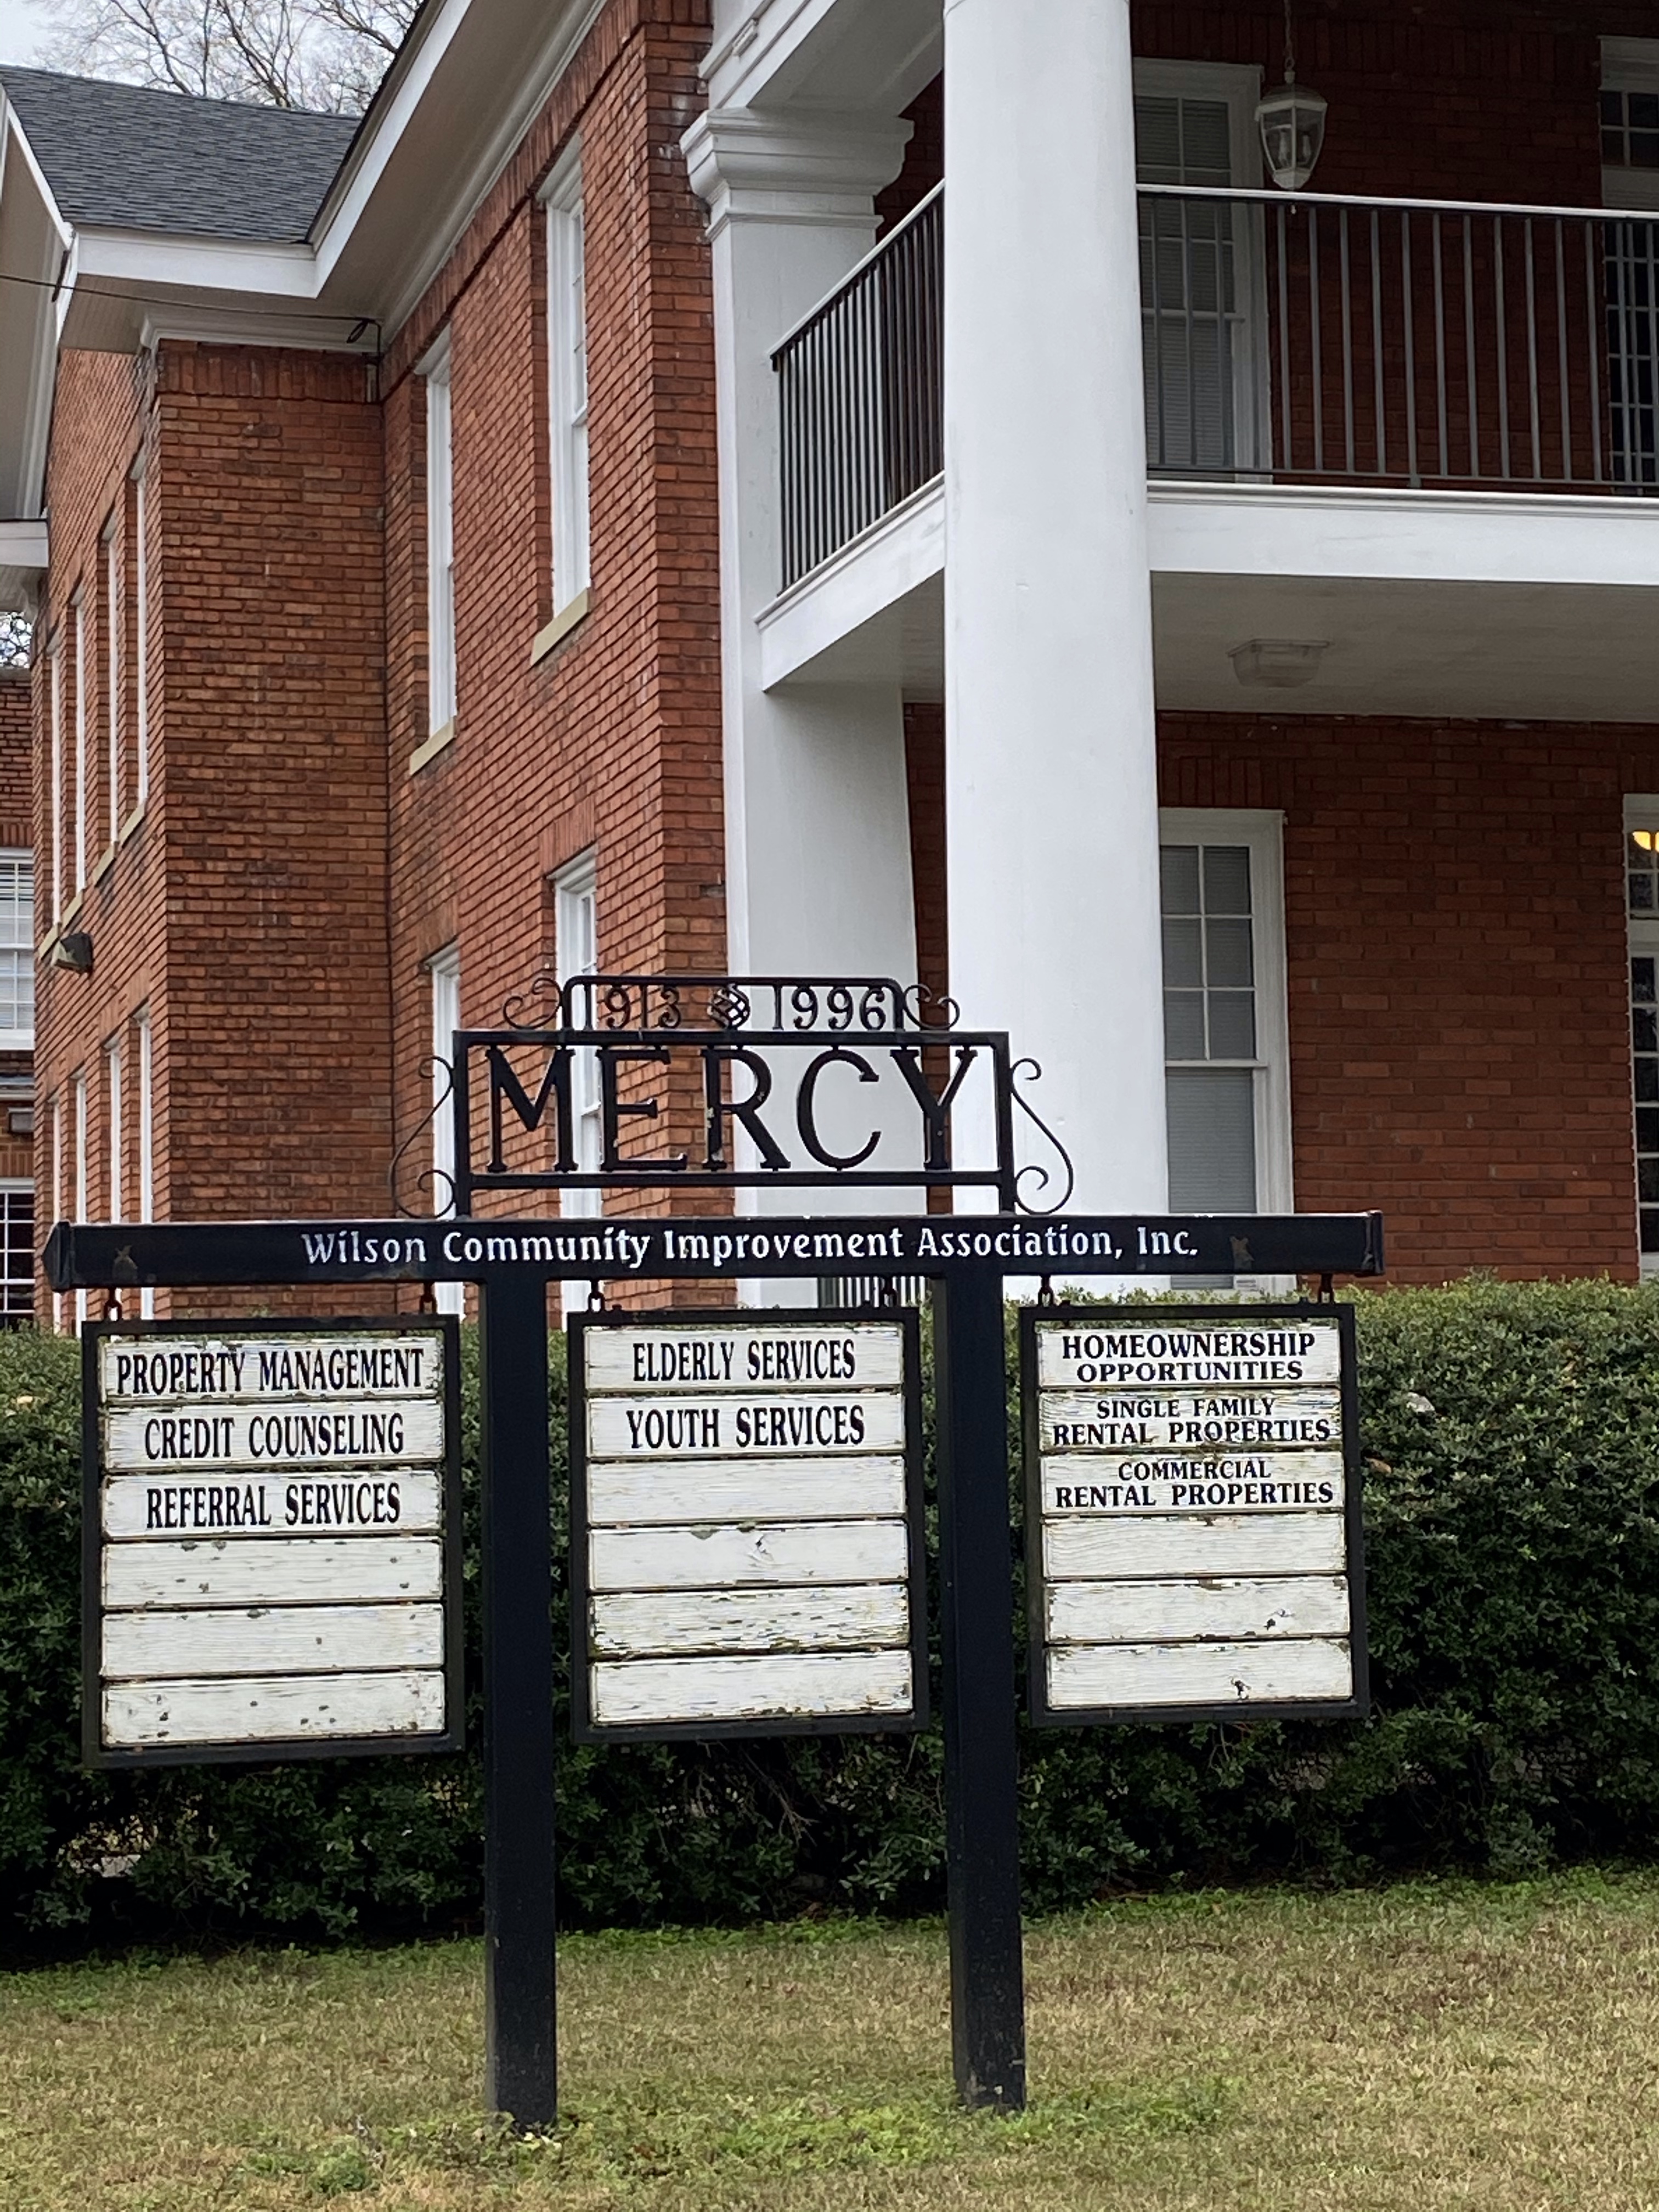 1913 1996
MERCY
Wilson Community Improvement Association, Inc.
PROPERTY MANAGEMENT
CREDIT COUNSELING
REFERRAL SERVICES
ELDERLY SERVICES
YOUTH SERVICES
HOMEOWNERSHIP
OPPORTUNITIES
SINGLE FAMILY
RENTAL PROPERTIES
COMMERCIAL
RENTAL PROPERTIES